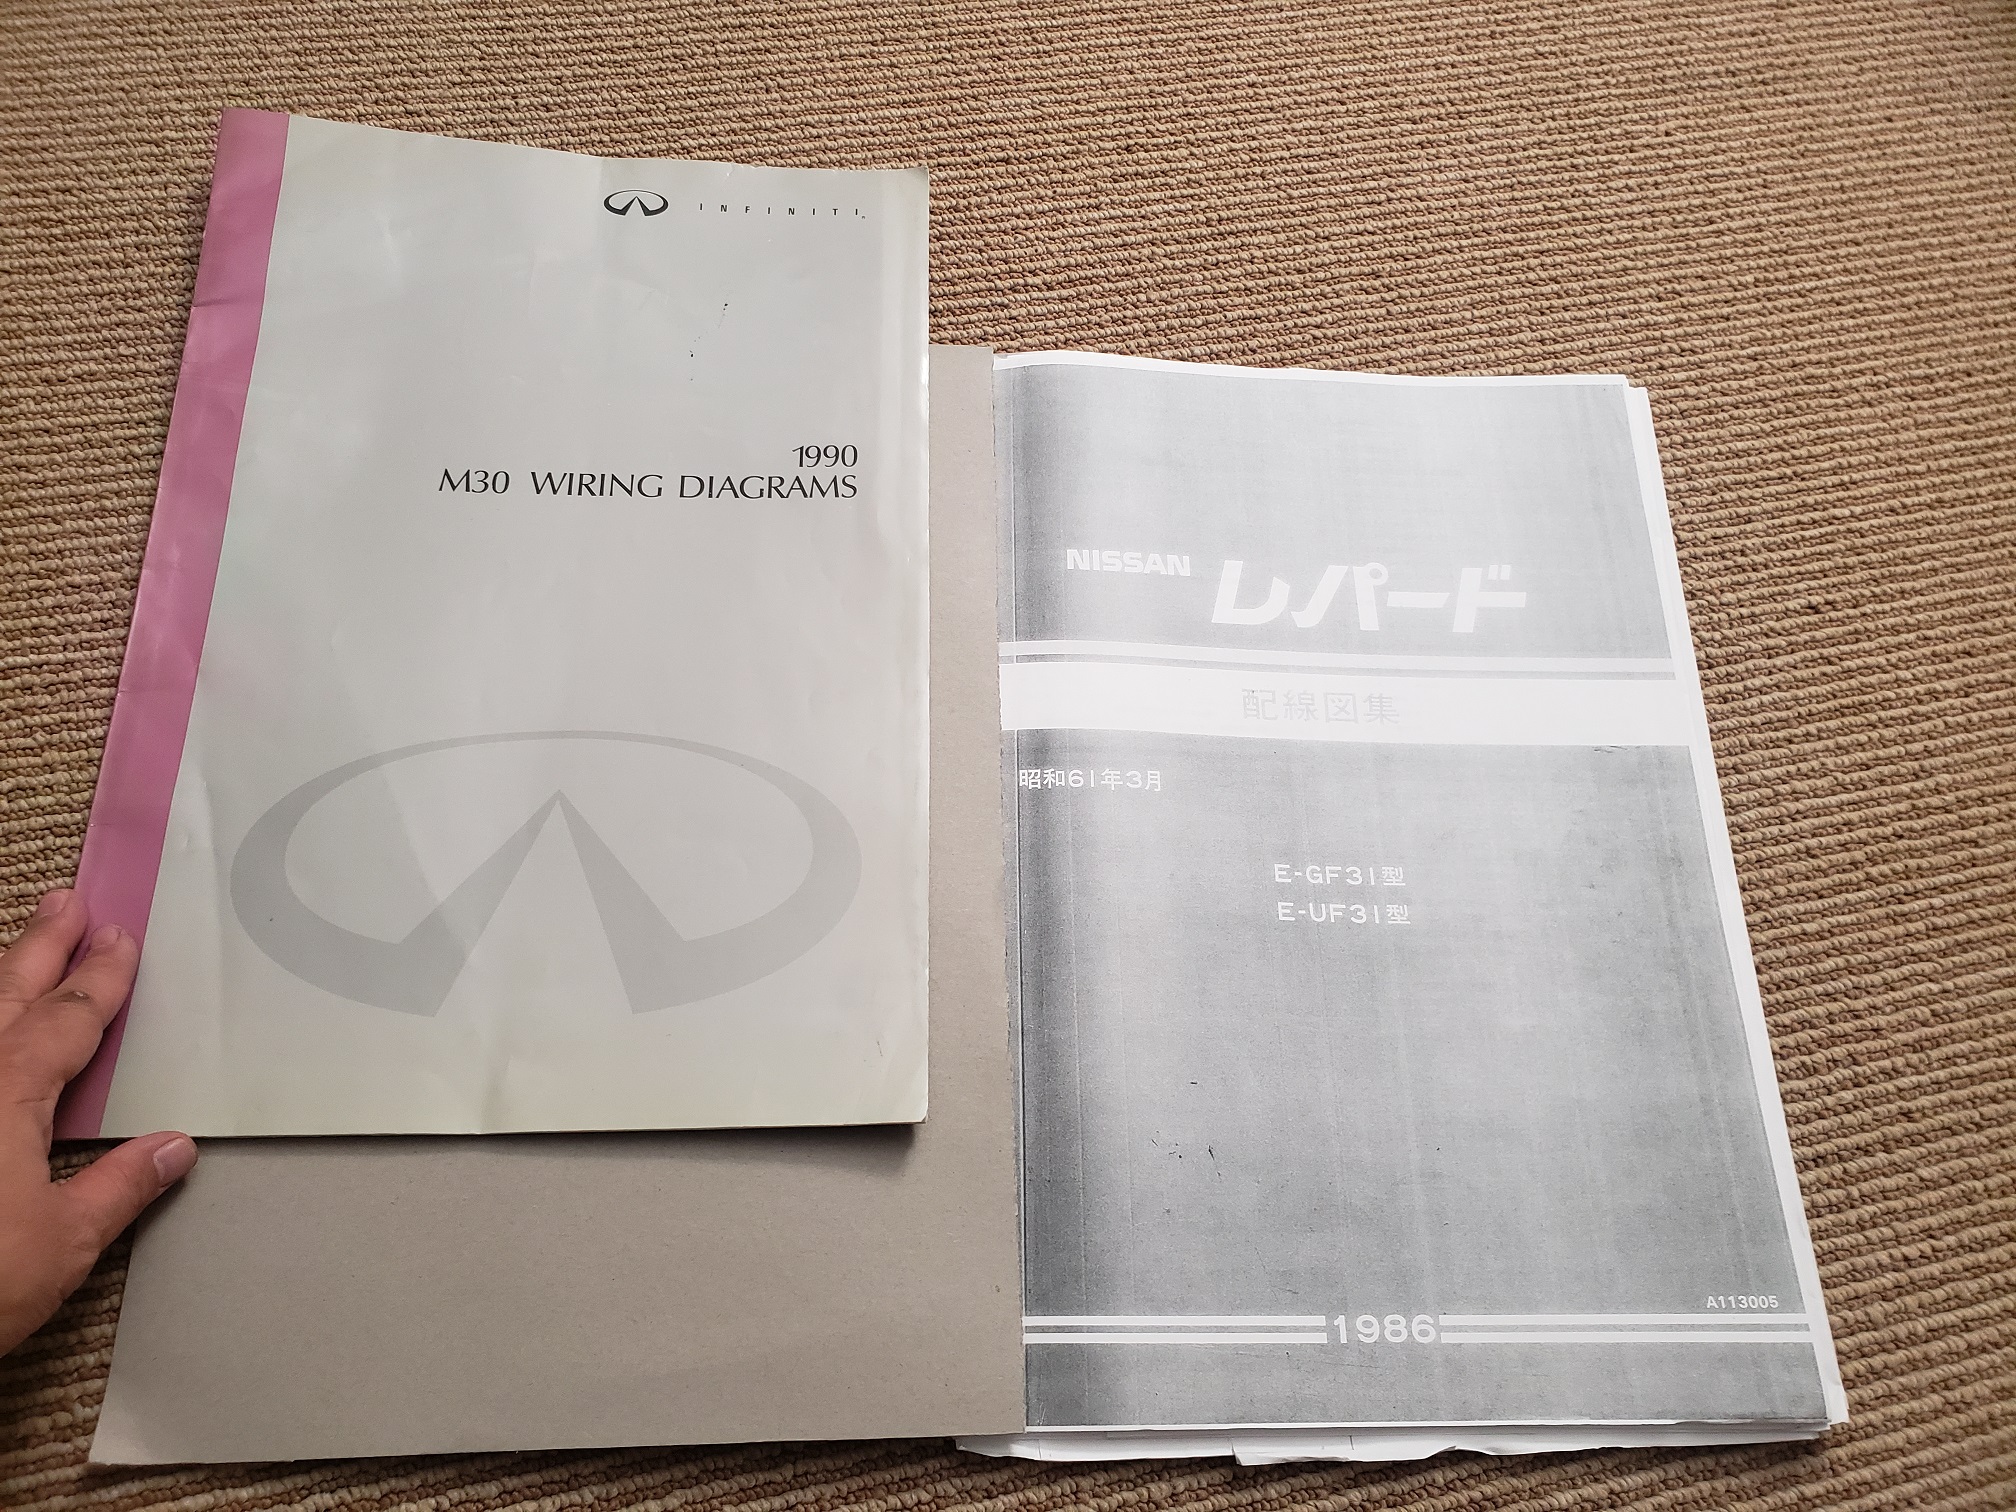 INFINITI
1990
M30 WIRING DIAGRAMS
NISSAN レパード
配線図集
昭和61年3月
E-GF31型
E-UF31型
A113005
1986